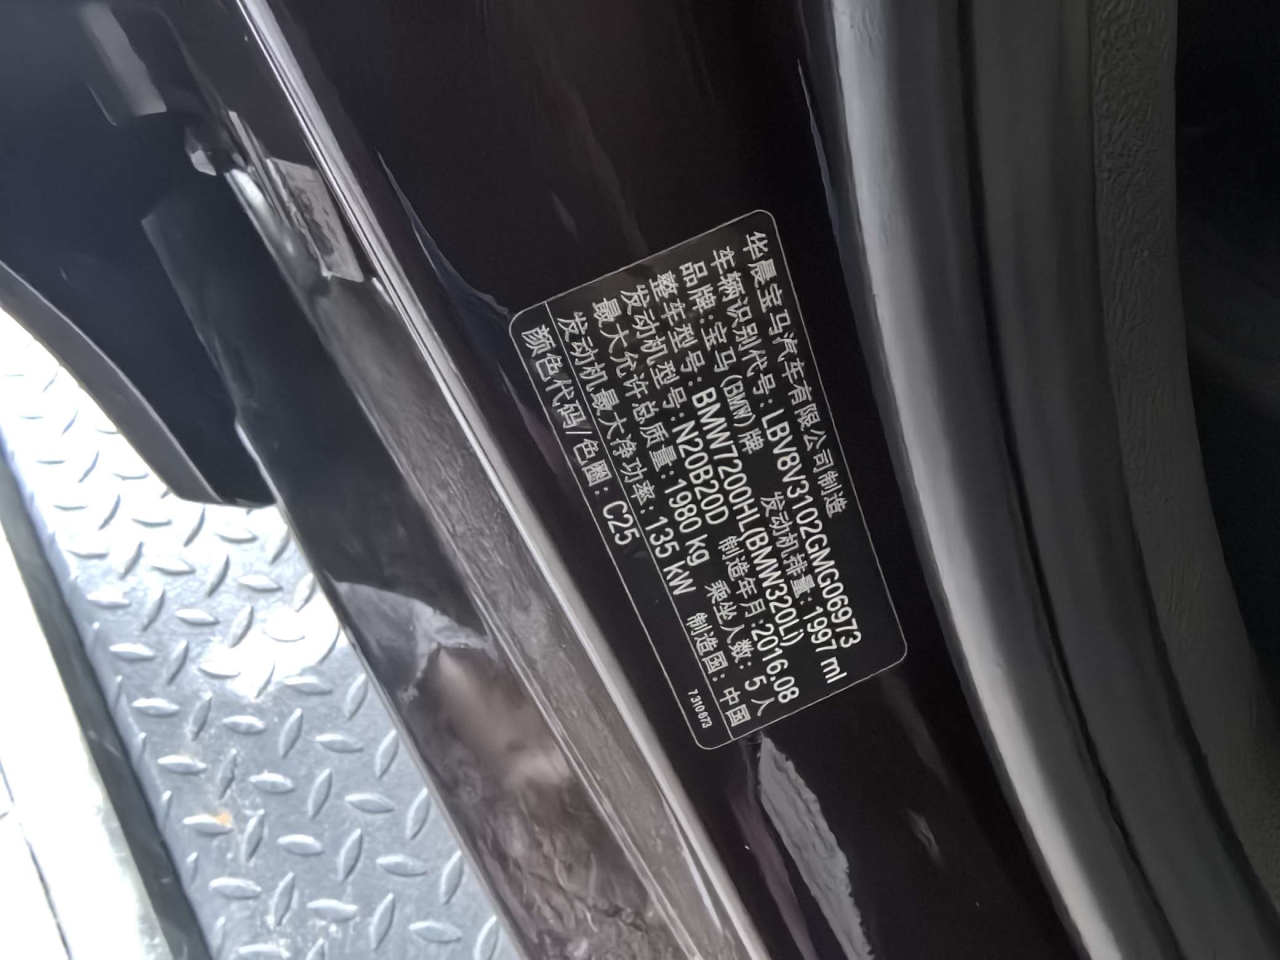 华晨宝马汽车有限公司制造
车辆识别代号：LBV8V3102GMG06973
品牌：宝马(BMW)牌 发动机排量：1997 ml
整车型号：BMW7200HL(BMW320Li)
发动机型号：N20B20D 制造年月：2016.08
最大允许总质量：1980 kg 乘坐人数：5 人
发动机最大净功率：135 kW 制造国：中国
颜色代码/色圈：C25
7 310 673